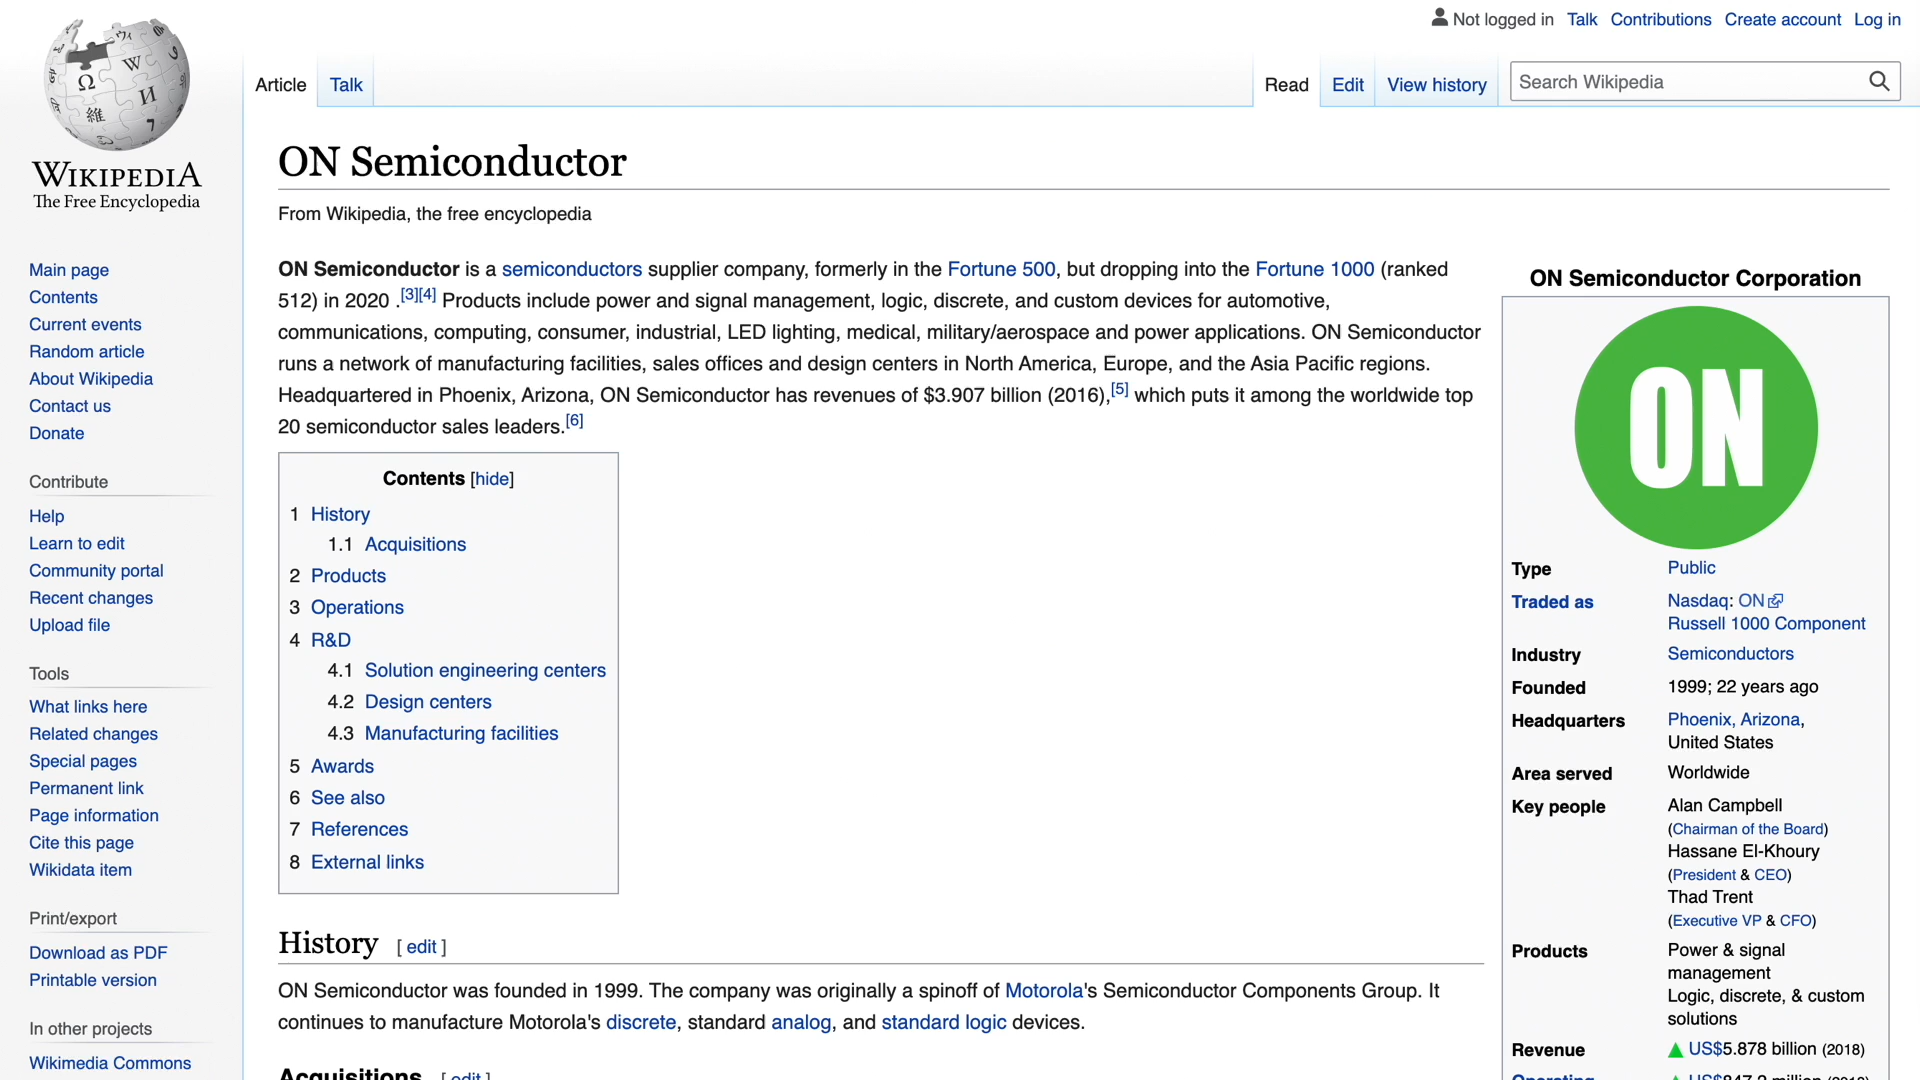 Not logged in Talk Contributions Create account Log in
Article Talk Read Edit View history Search Wikipedia
WIKIPEDIA
The Free Encyclopedia
Main page
Contents
Current events
Random article
About Wikipedia
Contact us
Donate
Contribute
Help
Learn to edit
Community portal
Recent changes
Upload file
Tools
What links here
Related changes
Special pages
Permanent link
Page information
Cite this page
Wikidata item
Print/export
Download as PDF
Printable version
In other projects
Wikimedia Commons
ON Semiconductor
From Wikipedia, the free encyclopedia
ON Semiconductor is a semiconductors supplier company, formerly in the Fortune 500, but dropping into the Fortune 1000 (ranked
512) in 2020 .[3][4] Products include power and signal management, logic, discrete, and custom devices for automotive,
communications, computing, consumer, industrial, LED lighting, medical, military/aerospace and power applications. ON Semiconductor
runs a network of manufacturing facilities, sales offices and design centers in North America, Europe, and the Asia Pacific regions.
Headquartered in Phoenix, Arizona, ON Semiconductor has revenues of $3.907 billion (2016),[5] which puts it among the worldwide top
20 semiconductor sales leaders.[6]
Contents [hide]
1 History
1.1 Acquisitions
2 Products
3 Operations
4 R&D
4.1 Solution engineering centers
4.2 Design centers
4.3 Manufacturing facilities
5 Awards
6 See also
7 References
8 External links
History [ edit ]
ON Semiconductor was founded in 1999. The company was originally a spinoff of Motorola's Semiconductor Components Group. It
continues to manufacture Motorola's discrete, standard analog, and standard logic devices.
Acquisitions [ edit ]
ON Semiconductor Corporation
ON
Type Public
Traded as Nasdaq: ON
Russell 1000 Component
Industry Semiconductors
Founded 1999; 22 years ago
Headquarters Phoenix, Arizona,
United States
Area served Worldwide
Key people Alan Campbell
(Chairman of the Board)
Hassane El-Khoury
(President & CEO)
Thad Trent
(Executive VP & CFO)
Products Power & signal
management
Logic, discrete, & custom
solutions
Revenue ▲ US$5.878 billion (2018)
Operating ▲ US$847.2 million (2018)